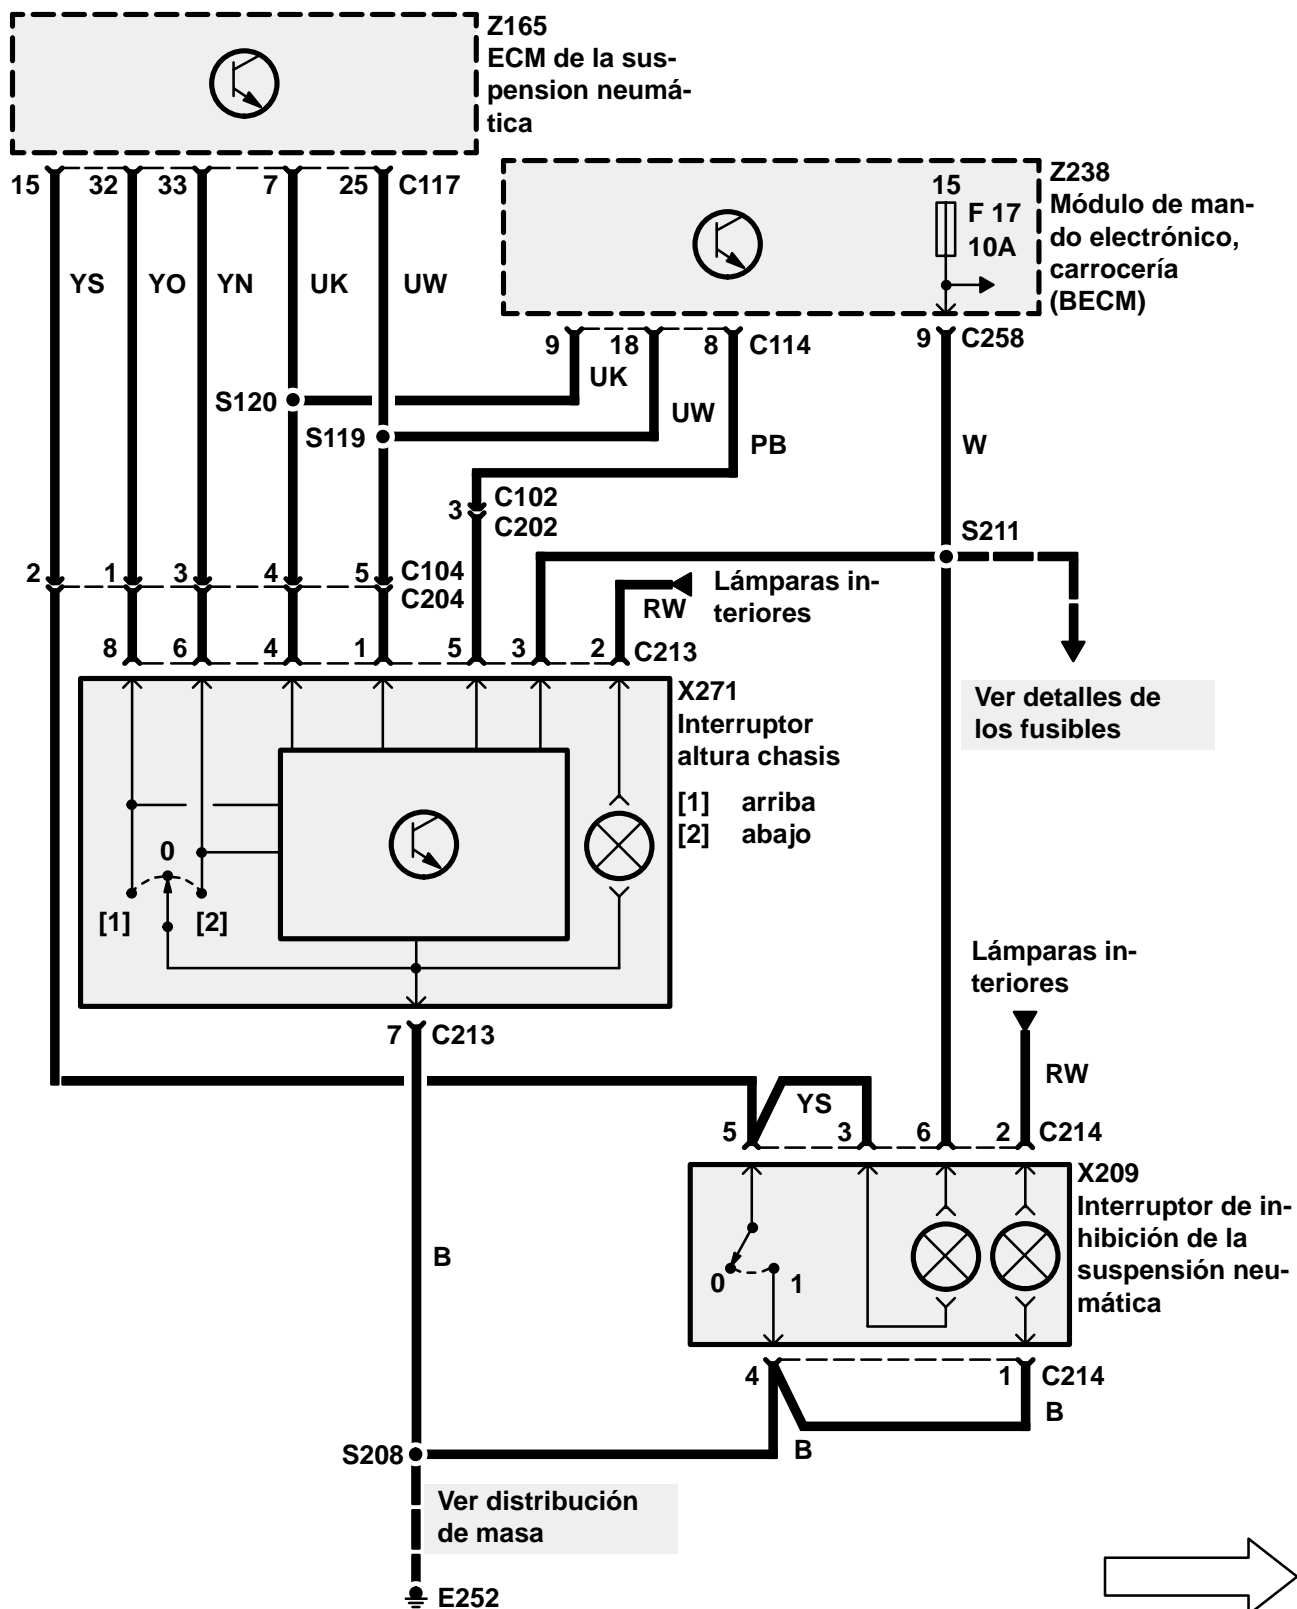 Z165
ECM de la sus-
pension neumá-
tica
15 32 33 7 25 C117
Z238
Módulo de man-
do electrónico,
carrocería
(BECM)
15
F 17
10A
YS YO YN UK UW
9 18 8 C114
9 C258
UK
S120
UW
S119
PB
W
C102
3
C202
S211
2 1 3 4 5 C104
C204
Lámparas in-
teriores
RW
8 6 4 1 5 3 2 C213
X271
Interruptor
altura chasis
[1] arriba
[2] abajo
Ver detalles de
los fusibles
0
[1] [2]
Lámparas in-
teriores
7 C213
RW
YS
5 3 6 2 C214
X209
Interruptor de in-
hibición de la
suspensión neu-
mática
B
0 1
4 1 C214
B
B
S208
Ver distribución
de masa
E252